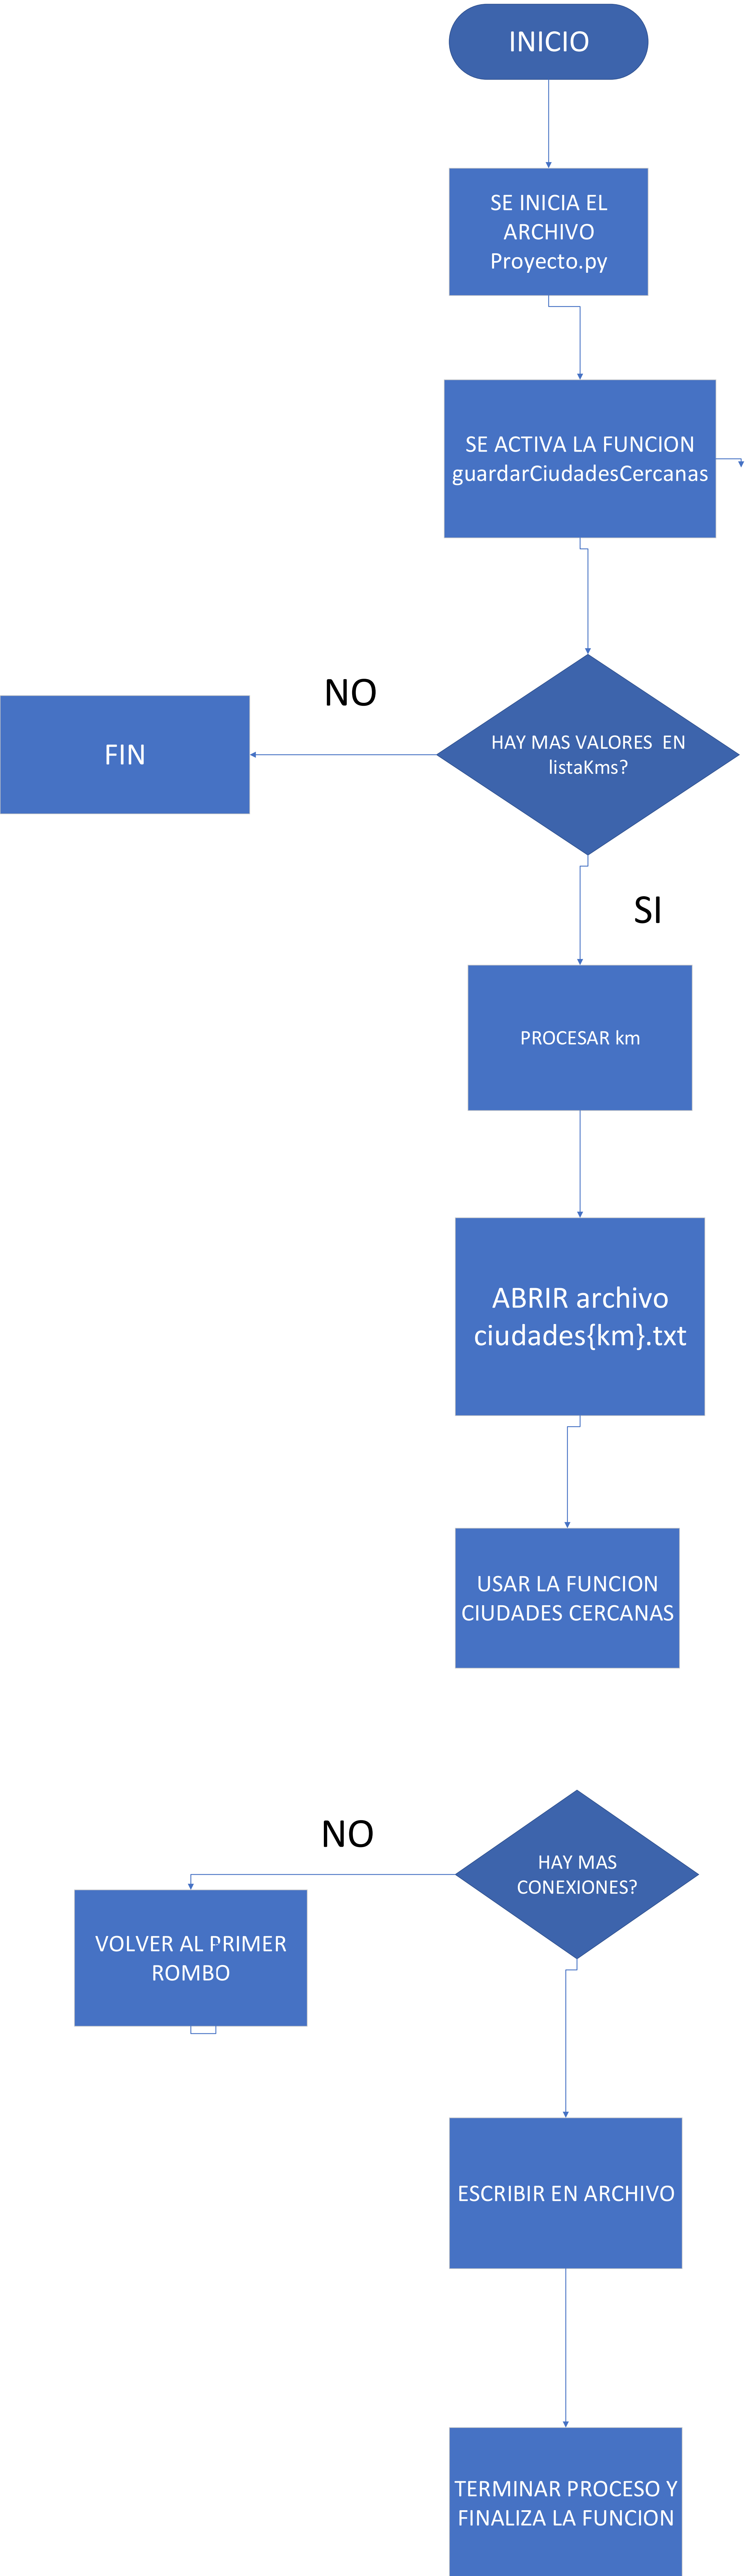 INICIO
SE INICIA EL
ARCHIVO
Proyecto.py
SE ACTIVA LA FUNCION
guardarCiudadesCercanas
NO
HAY MAS VALORES EN
listaKms?
FIN
SI
PROCESAR km
ABRIR archivo
ciudades{km}.txt
USAR LA FUNCION
CIUDADES CERCANAS
NO
HAY MAS
CONEXIONES?
VOLVER AL PRIMER
ROMBO
ESCRIBIR EN ARCHIVO
TERMINAR PROCESO Y
FINALIZA LA FUNCION